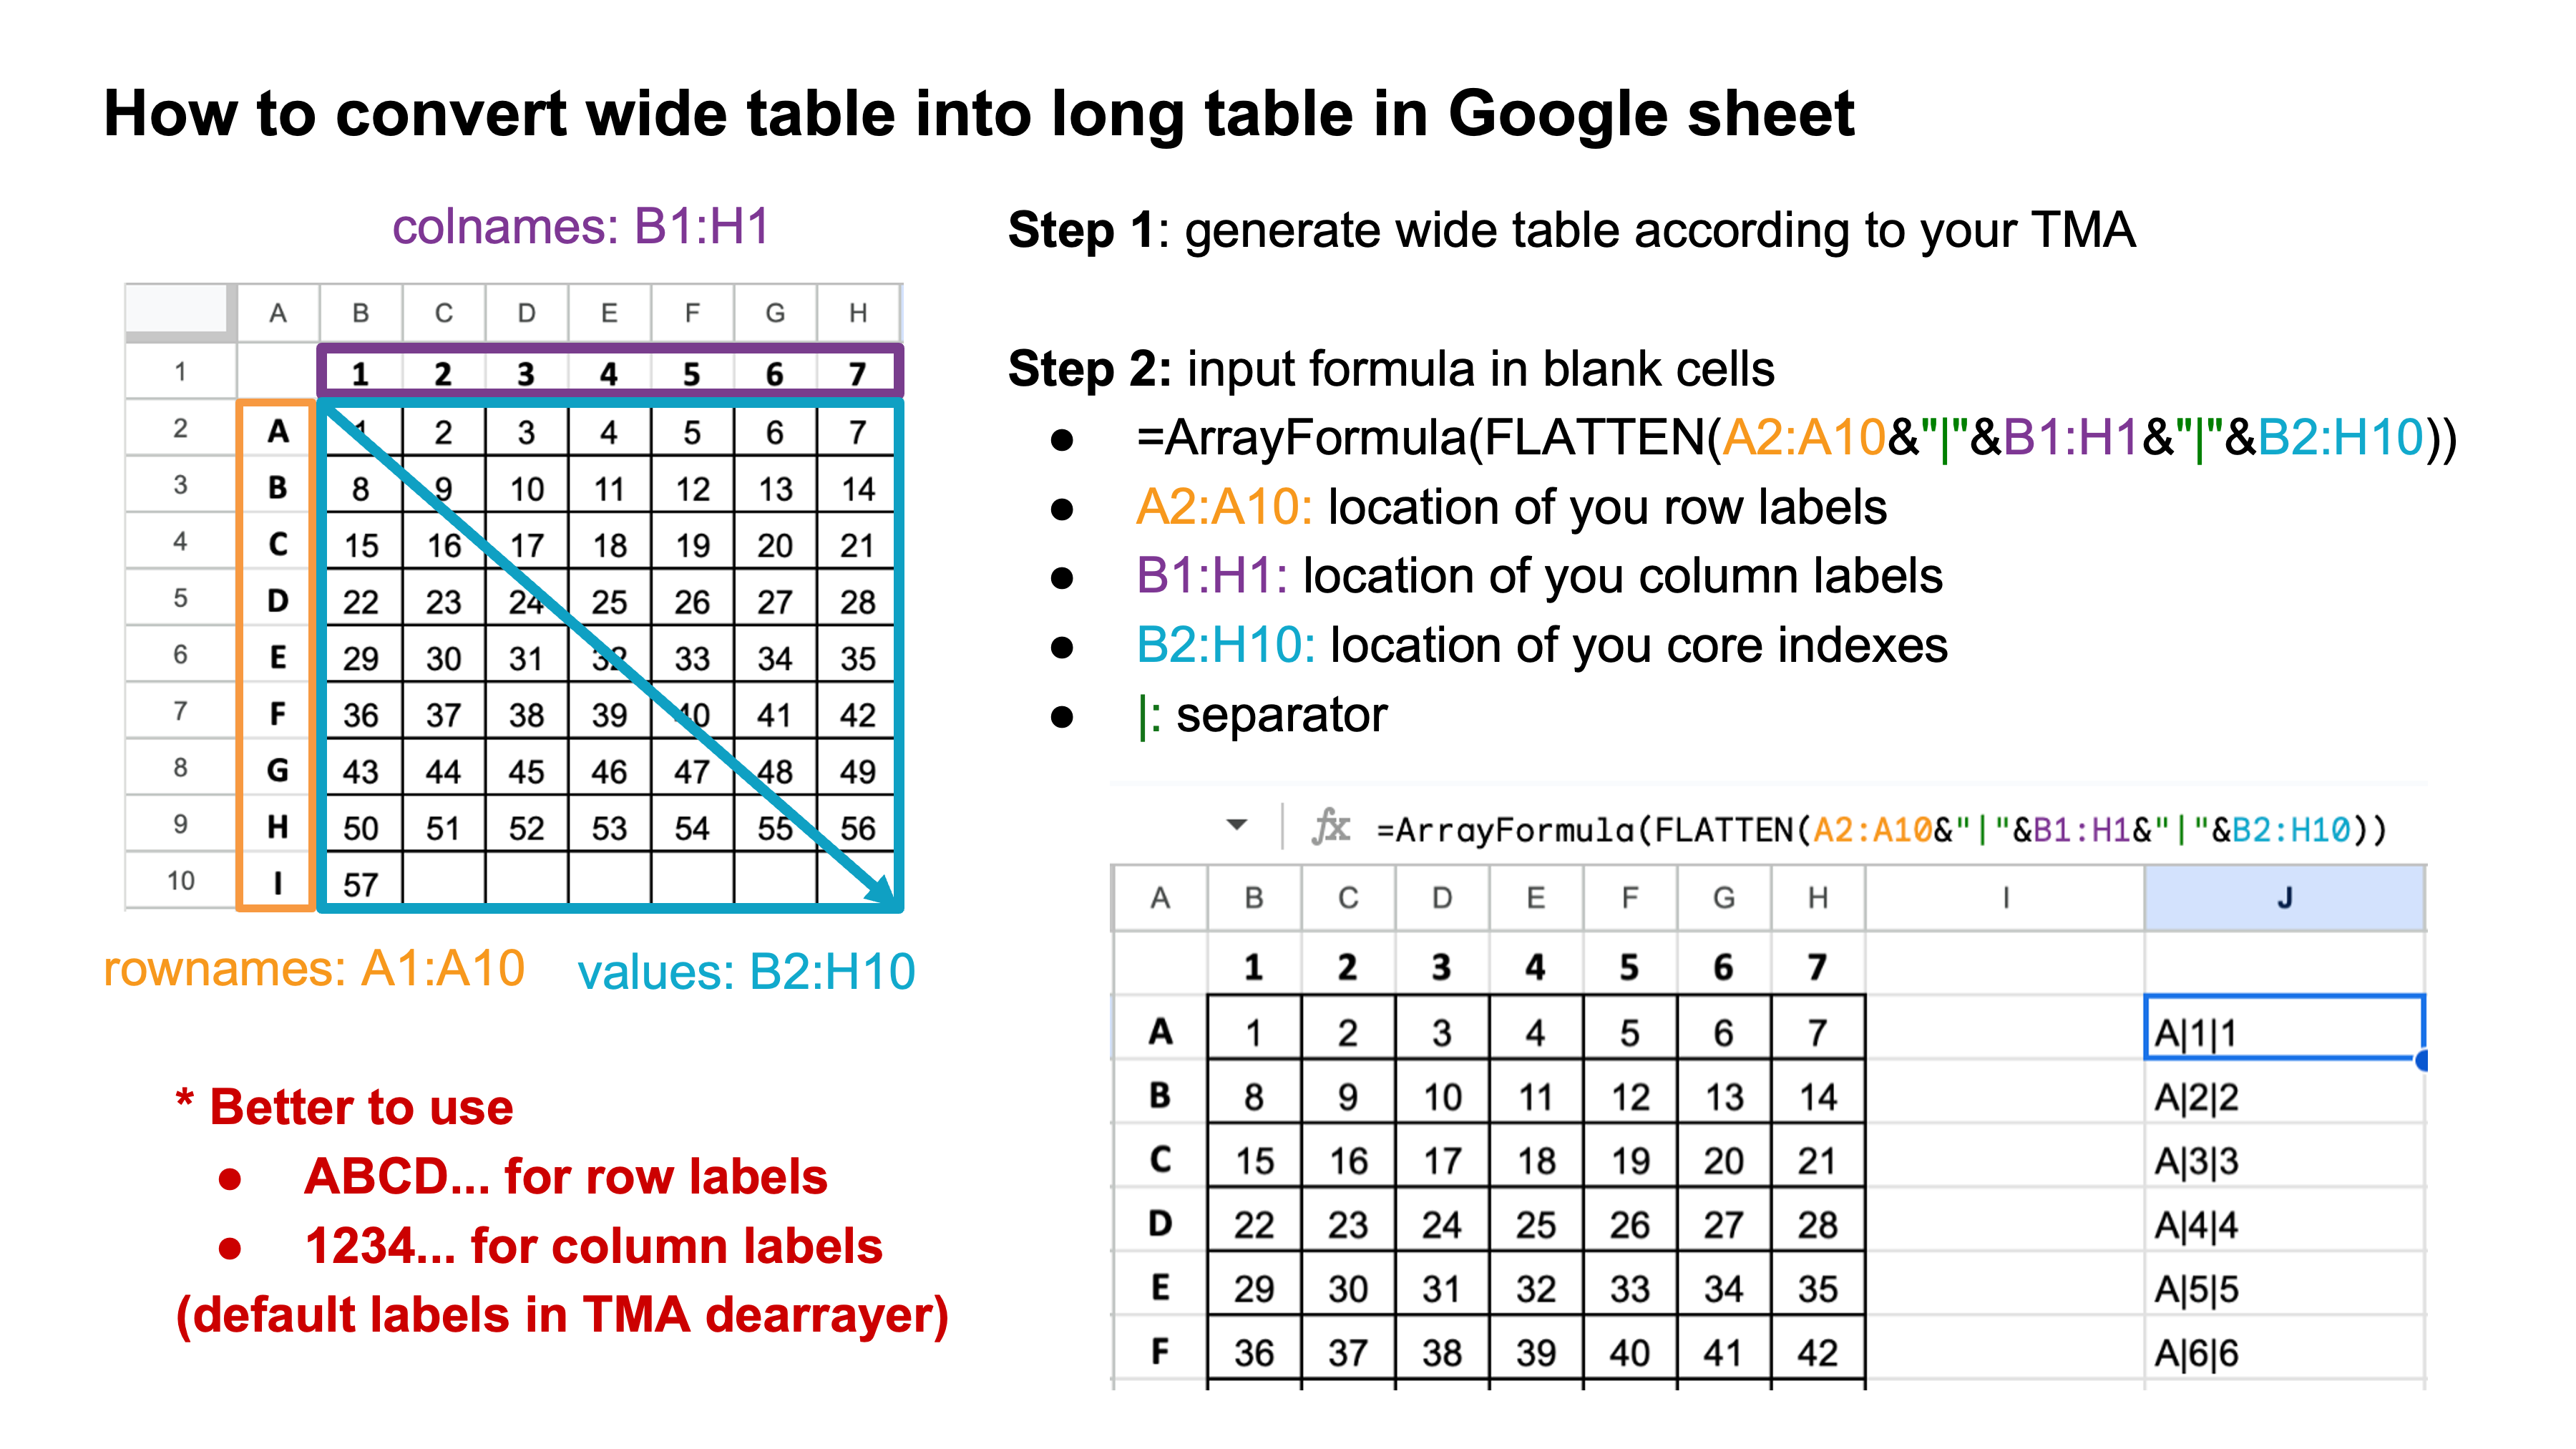 How to convert wide table into long table in Google sheet
colnames: B1:H1
A B C D E F G H
1 1 2 3 4 5 6 7
2 A 1 2 3 4 5 6 7
3 B 8 9 10 11 12 13 14
4 C 15 16 17 18 19 20 21
5 D 22 23 24 25 26 27 28
6 E 29 30 31 32 33 34 35
7 F 36 37 38 39 40 41 42
8 G 43 44 45 46 47 48 49
9 H 50 51 52 53 54 55 56
10 I 57
rownames: A1:A10 values: B2:H10
* Better to use
● ABCD... for row labels
● 1234... for column labels
(default labels in TMA dearrayer)
Step 1: generate wide table according to your TMA
Step 2: input formula in blank cells
● =ArrayFormula(FLATTEN(A2:A10&"|"&B1:H1&"|"&B2:H10))
● A2:A10: location of you row labels
● B1:H1: location of you column labels
● B2:H10: location of you core indexes
● |: separator
fx =ArrayFormula(FLATTEN(A2:A10&"|"&B1:H1&"|"&B2:H10))
A B C D E F G H I J
1 2 3 4 5 6 7
A 1 2 3 4 5 6 7 A|1|1
B 8 9 10 11 12 13 14 A|2|2
C 15 16 17 18 19 20 21 A|3|3
D 22 23 24 25 26 27 28 A|4|4
E 29 30 31 32 33 34 35 A|5|5
F 36 37 38 39 40 41 42 A|6|6